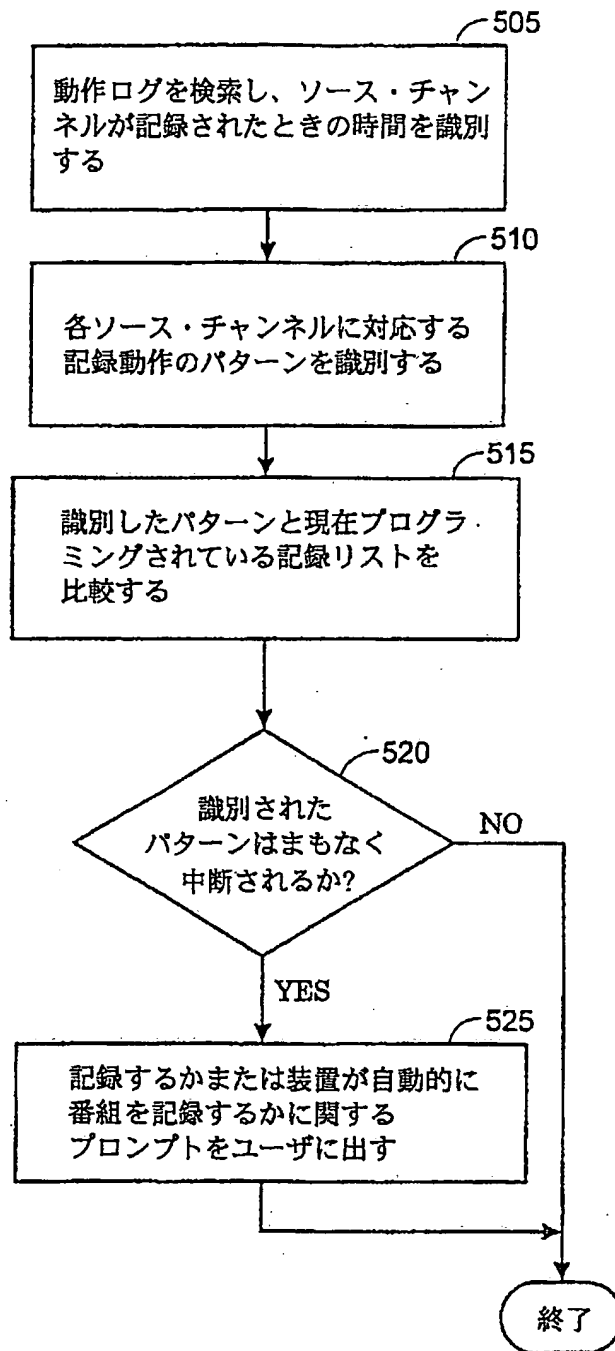 505
動作ログを検索し、ソース・チャン
ネルが記録されたときの時間を識別
する
510
各ソース・チャンネルに対応する
記録動作のパターンを識別する
515
識別したパターンと現在プログラ
ミングされている記録リストを
比較する
520
識別された
パターンはまもなく
中断されるか?
NO
YES
525
記録するかまたは装置が自動的に
番組を記録するかに関する
プロンプトをユーザに出す
終了